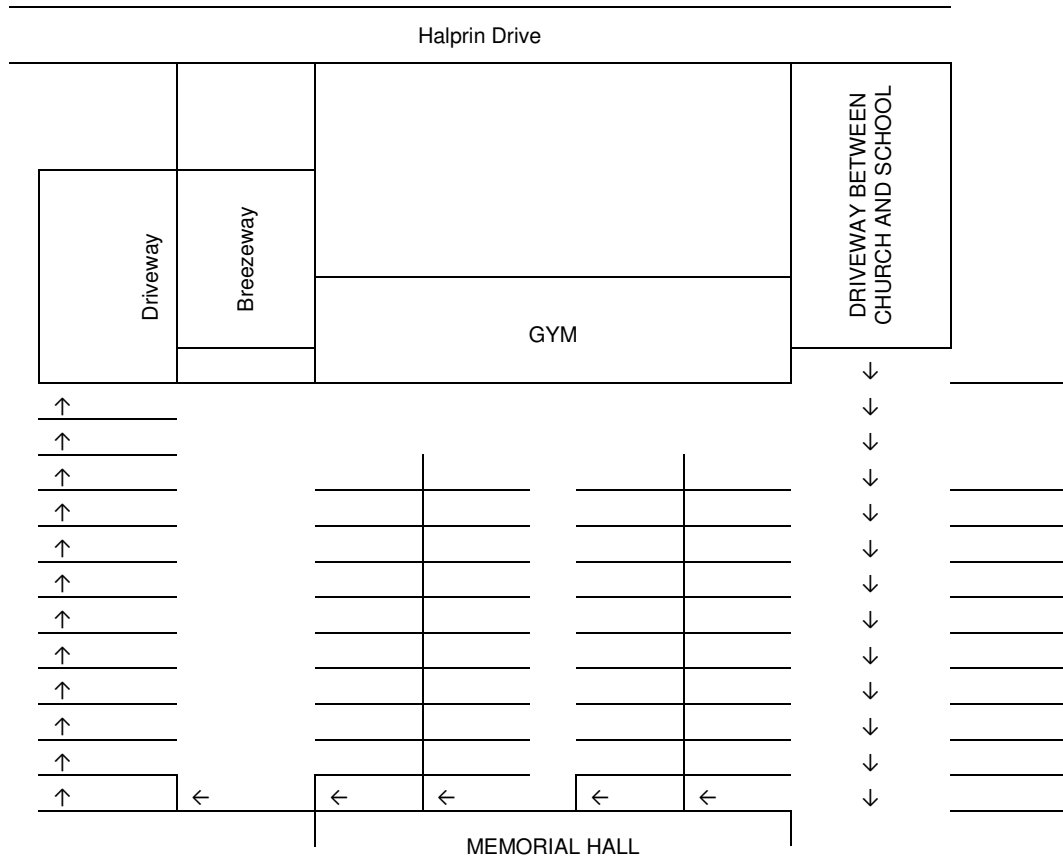 Halprin Drive
DRIVEWAY BETWEEN
CHURCH AND SCHOOL
Driveway
Breezeway
GYM
↓
↑ ↓
↑ ↓
↑ ↓
↑ ↓
↑ ↓
↑ ↓
↑ ↓
↑ ↓
↑ ↓
↑ ↓
↑ ↓
↑ ← ← ← ← ← ↓
MEMORIAL HALL